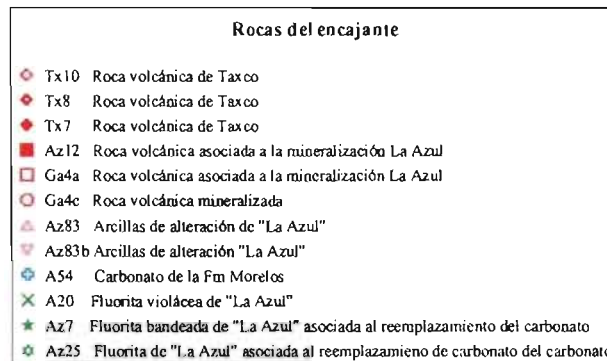 Rocas del encajante
Tx10 Roca volcánica de Taxco
Tx8 Roca volcánica de Taxco
Tx7 Roca volcánica de Taxco
Az12 Roca volcánica asociada a la mineralización La Azul
Ga4a Roca volcánica asociada a la mineralización La Azul
Ga4c Roca volcánica mineralizada
Az83 Arcillas de alteración de "La Azul"
Az83b Arcillas de alteración "La Azul"
A54 Carbonato de la Fm Morelos
A20 Fluorita violácea de "La Azul"
Az7 Fluorita bandeada de "La Azul" asociada al reemplazamiento del carbonato
Az25 Fluorita de "La Azul" asociada al reemplazamieno de carbonato del carbonato